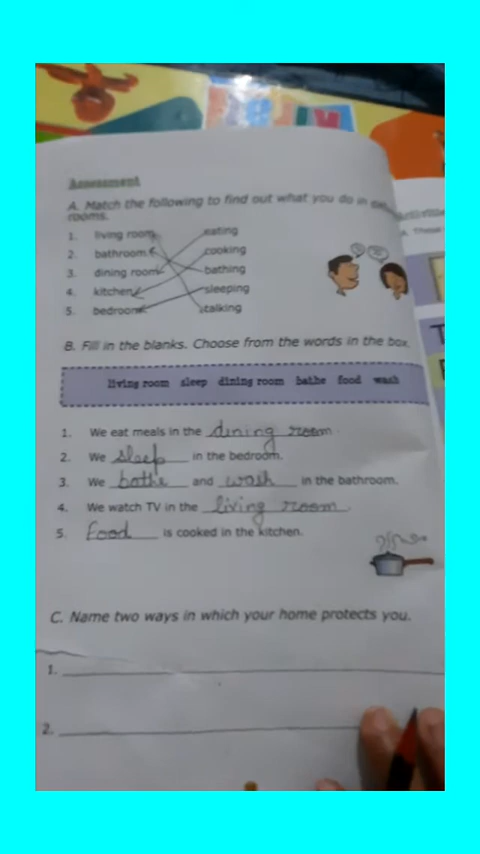 Assessment
A. Match the following to find out what you do in
rooms.
1. living room eating
2. bathroom cooking
3. dining room bathing
4. kitchen sleeping
5. bedroom talking
B. Fill in the blanks. Choose from the words in the box.
living room sleep dining room bathe food wash
1. We eat meals in the dining room.
2. We sleep in the bedroom.
3. We bathe and wash in the bathroom.
4. We watch TV in the living room.
5. Food is cooked in the kitchen.
C. Name two ways in which your home protects you.
1.
2.